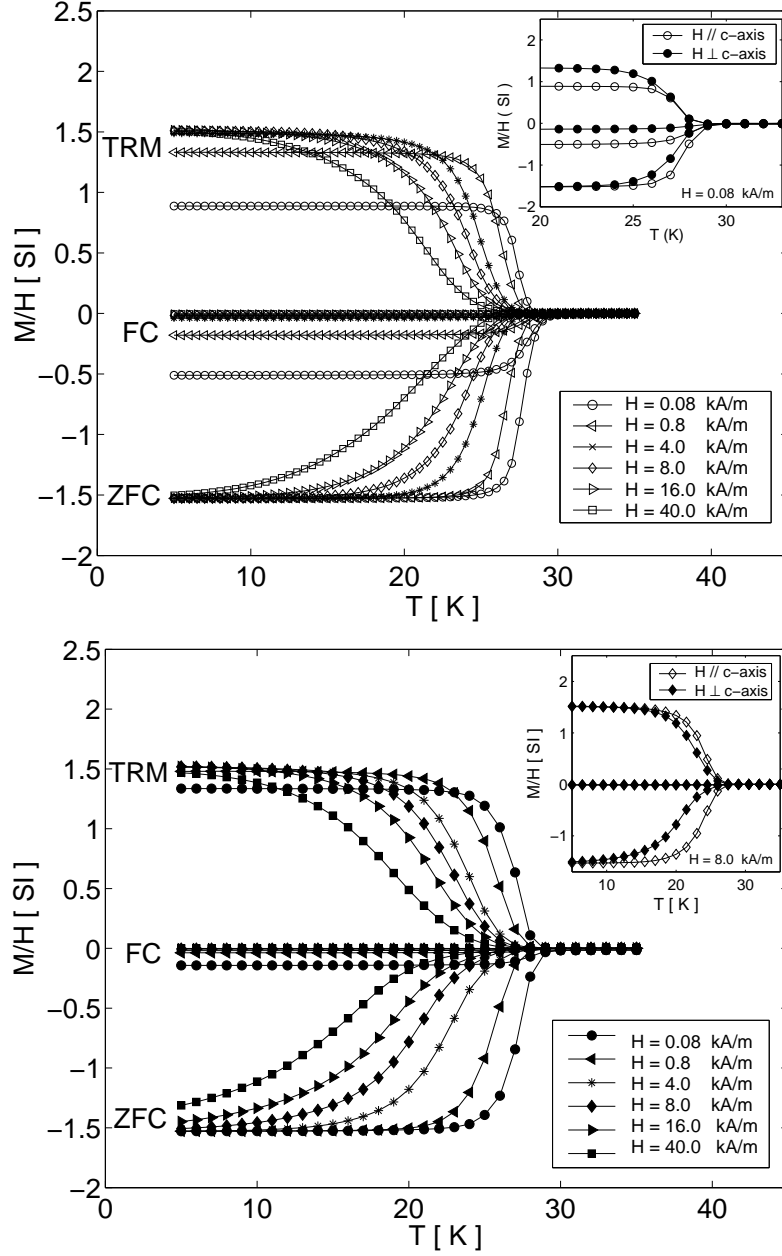 2.5
2
1.5
1
0.5
0
−0.5
−1
−1.5
−2
M/H [ SI ]
TRM
FC
ZFC
0
10
20
30
40
T [ K ]
H = 0.08 kA/m
H = 0.8 kA/m
H = 4.0 kA/m
H = 8.0 kA/m
H = 16.0 kA/m
H = 40.0 kA/m
2
1
0
−1
−2
M/H ( SI )
H // c−axis
H ⊥ c−axis
H = 0.08 kA/m
20
25
30
T (K)
2.5
2
1.5
1
0.5
0
−0.5
−1
−1.5
−2
M/H [ SI ]
TRM
FC
ZFC
0
10
20
30
40
T [ K ]
H = 0.08 kA/m
H = 0.8 kA/m
H = 4.0 kA/m
H = 8.0 kA/m
H = 16.0 kA/m
H = 40.0 kA/m
2
1
0
−1
M/H [ SI ]
H // c−axis
H ⊥ c−axis
H = 8.0 kA/m
10
20
30
T [ K ]